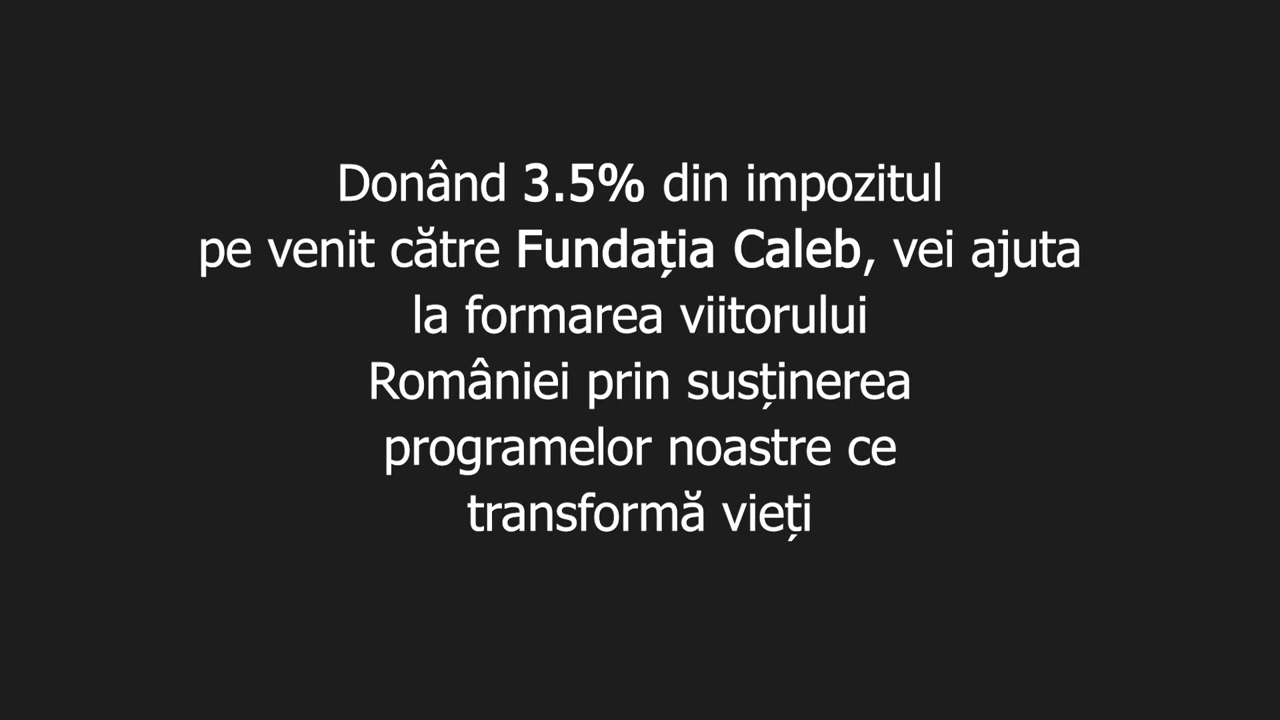 Donând 3.5% din impozitul
pe venit către Fundația Caleb, vei ajuta
la formarea viitorului
României prin susținerea
programelor noastre ce
transformă vieți